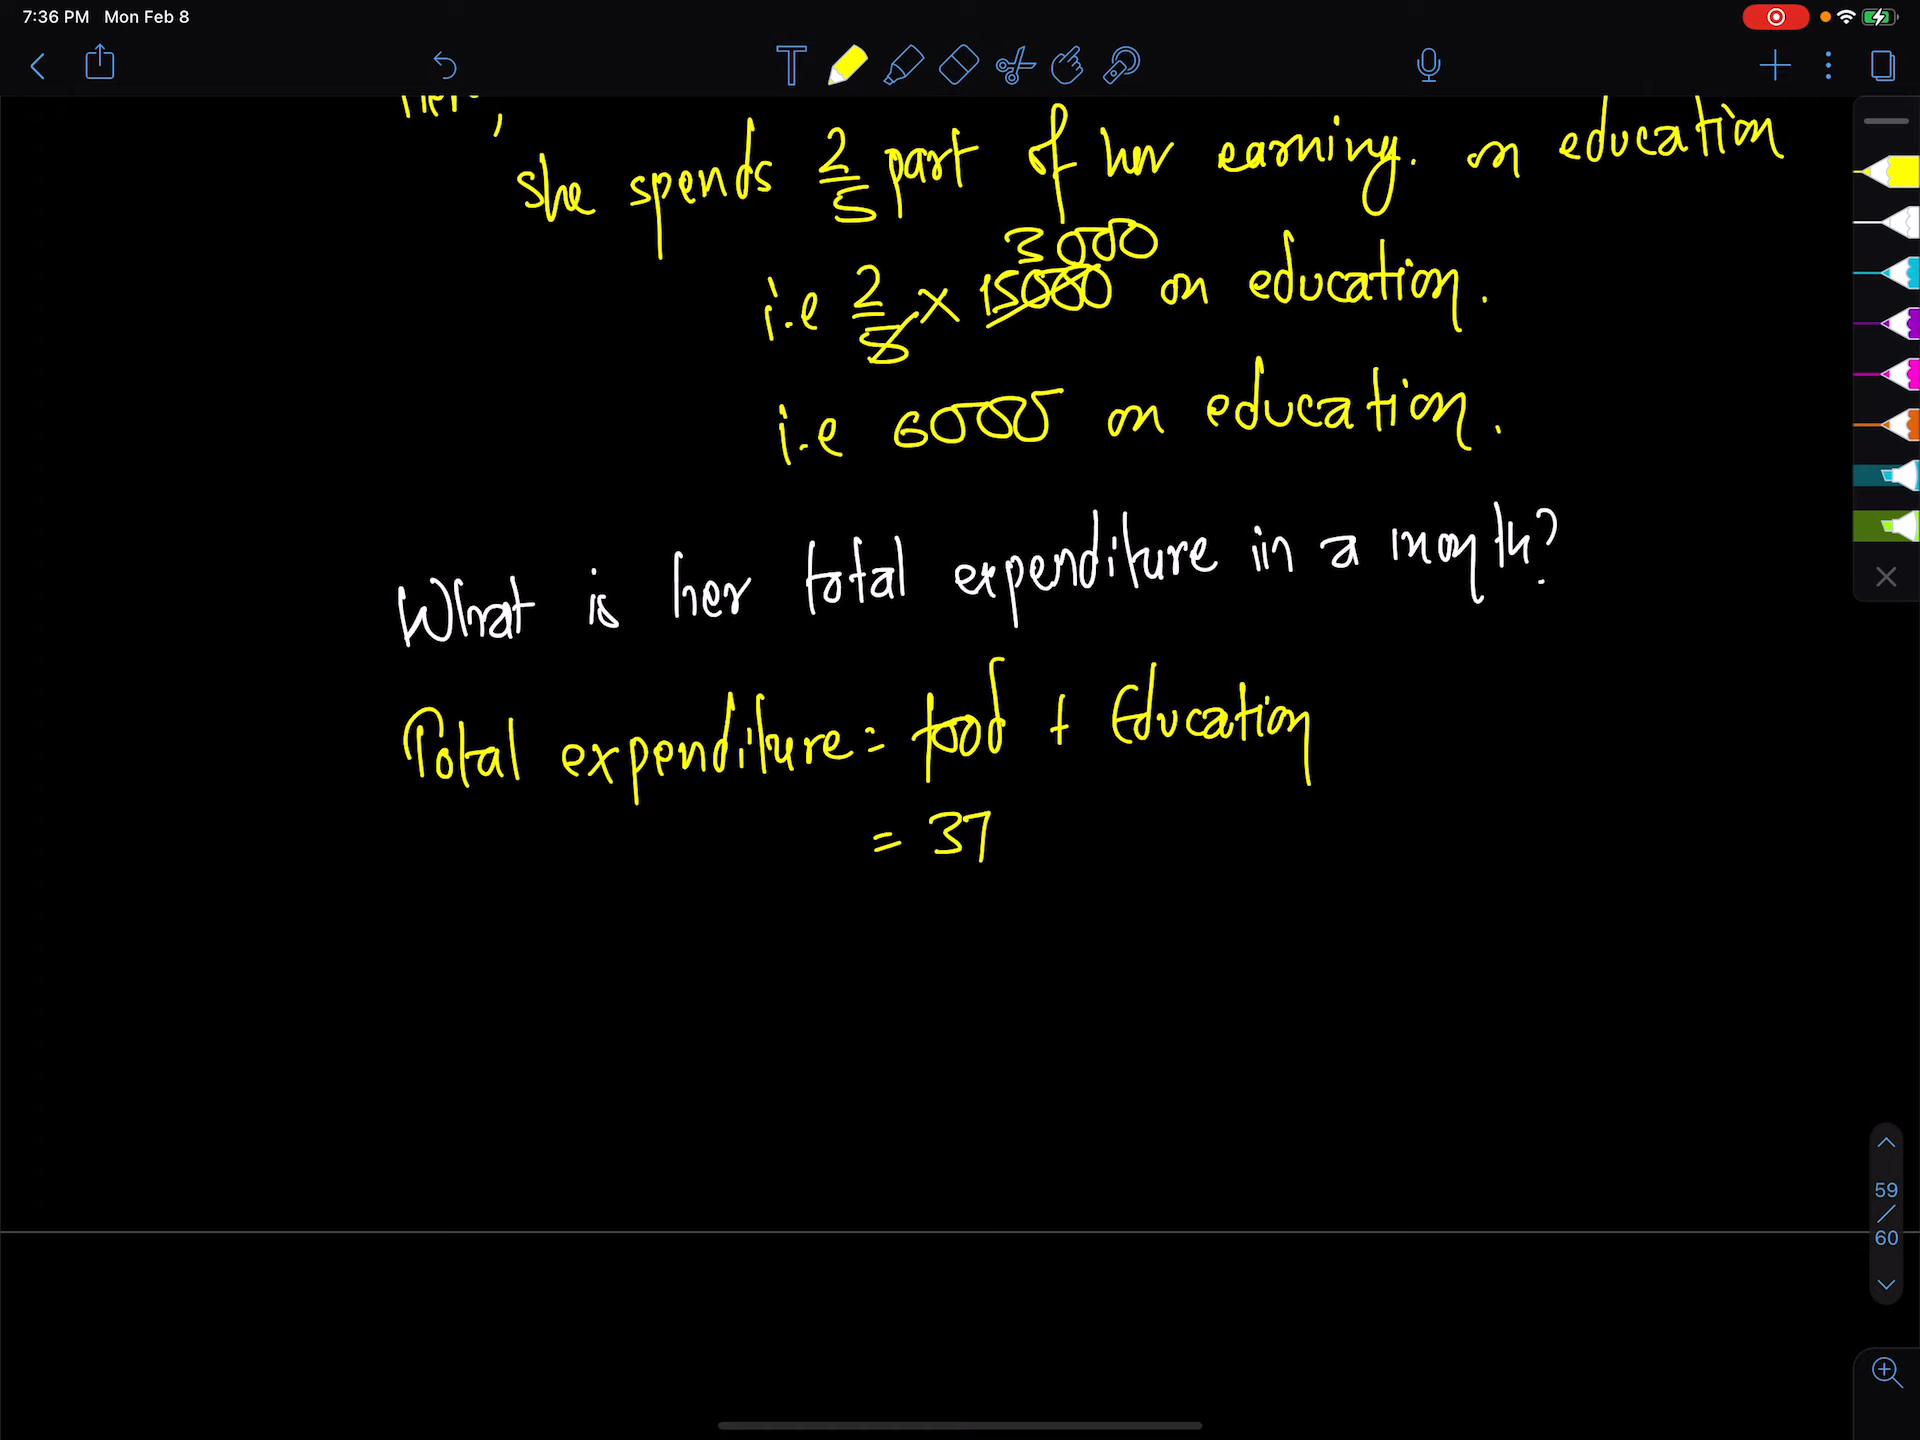 7:36 PM Mon Feb 8
she spends 2/5 part of her earning. on education
3000
i.e 2/5 × 15000 on education.
i.e 6000 on education.
What is her total expenditure in a month?
Total expenditure = food + Education
= 37
59
/
60